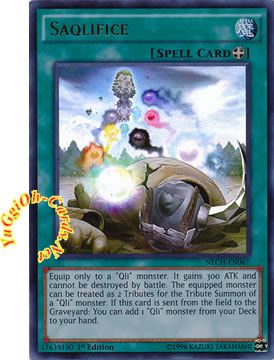 SAQLIFICE
[SPELL CARD]
NECH-EN061
Equip only to a "Qli" monster. It gains 300 ATK and
cannot be destroyed by battle. The equipped monster
can be treated as 2 Tributes for the Tribute Summon of
a "Qli" monster. If this card is sent from the field to the
Graveyard: You can add 1 "Qli" monster from your Deck
to your hand.
17639150 1st Edition
©1996 KAZUKI TAKAHASHI
YuGiOh-Cards.Net